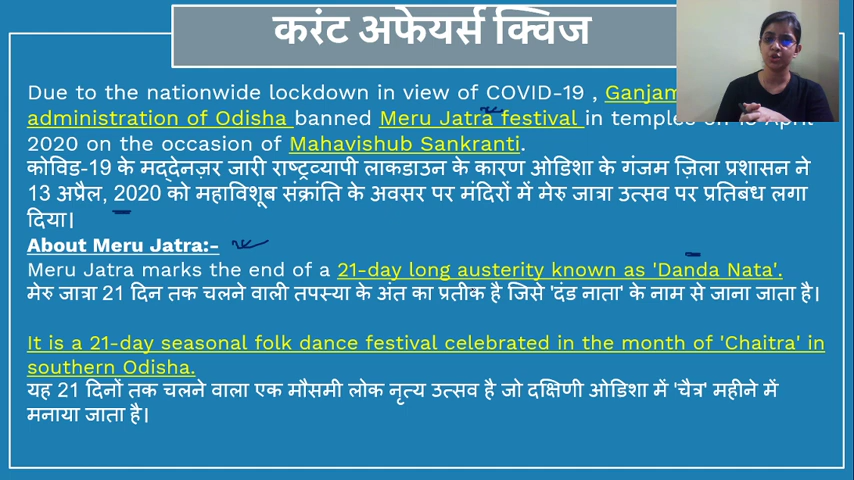 करंट अफेयर्स क्विज
Due to the nationwide lockdown in view of COVID-19 , Ganjam
administration of Odisha banned Meru Jatra festival in temples on
2020 on the occasion of Mahavishub Sankranti.
कोविड-19 के मद्देनज़र जारी राष्ट्रव्यापी लाकडाउन के कारण ओडिशा के गंजम ज़िला प्रशासन ने
13 अप्रैल, 2020 को महाविशूब संक्रांति के अवसर पर मंदिरों में मेरु जात्रा उत्सव पर प्रतिबंध लगा
दिया।
About Meru Jatra:-
Meru Jatra marks the end of a 21-day long austerity known as 'Danda Nata'.
मेरु जात्रा 21 दिन तक चलने वाली तपस्या के अंत का प्रतीक है जिसे 'दंड नाता' के नाम से जाना जाता है।
It is a 21-day seasonal folk dance festival celebrated in the month of 'Chaitra' in
southern Odisha.
यह 21 दिनों तक चलने वाला एक मौसमी लोक नृत्य उत्सव है जो दक्षिणी ओडिशा में 'चैत्र' महीने में
मनाया जाता है।